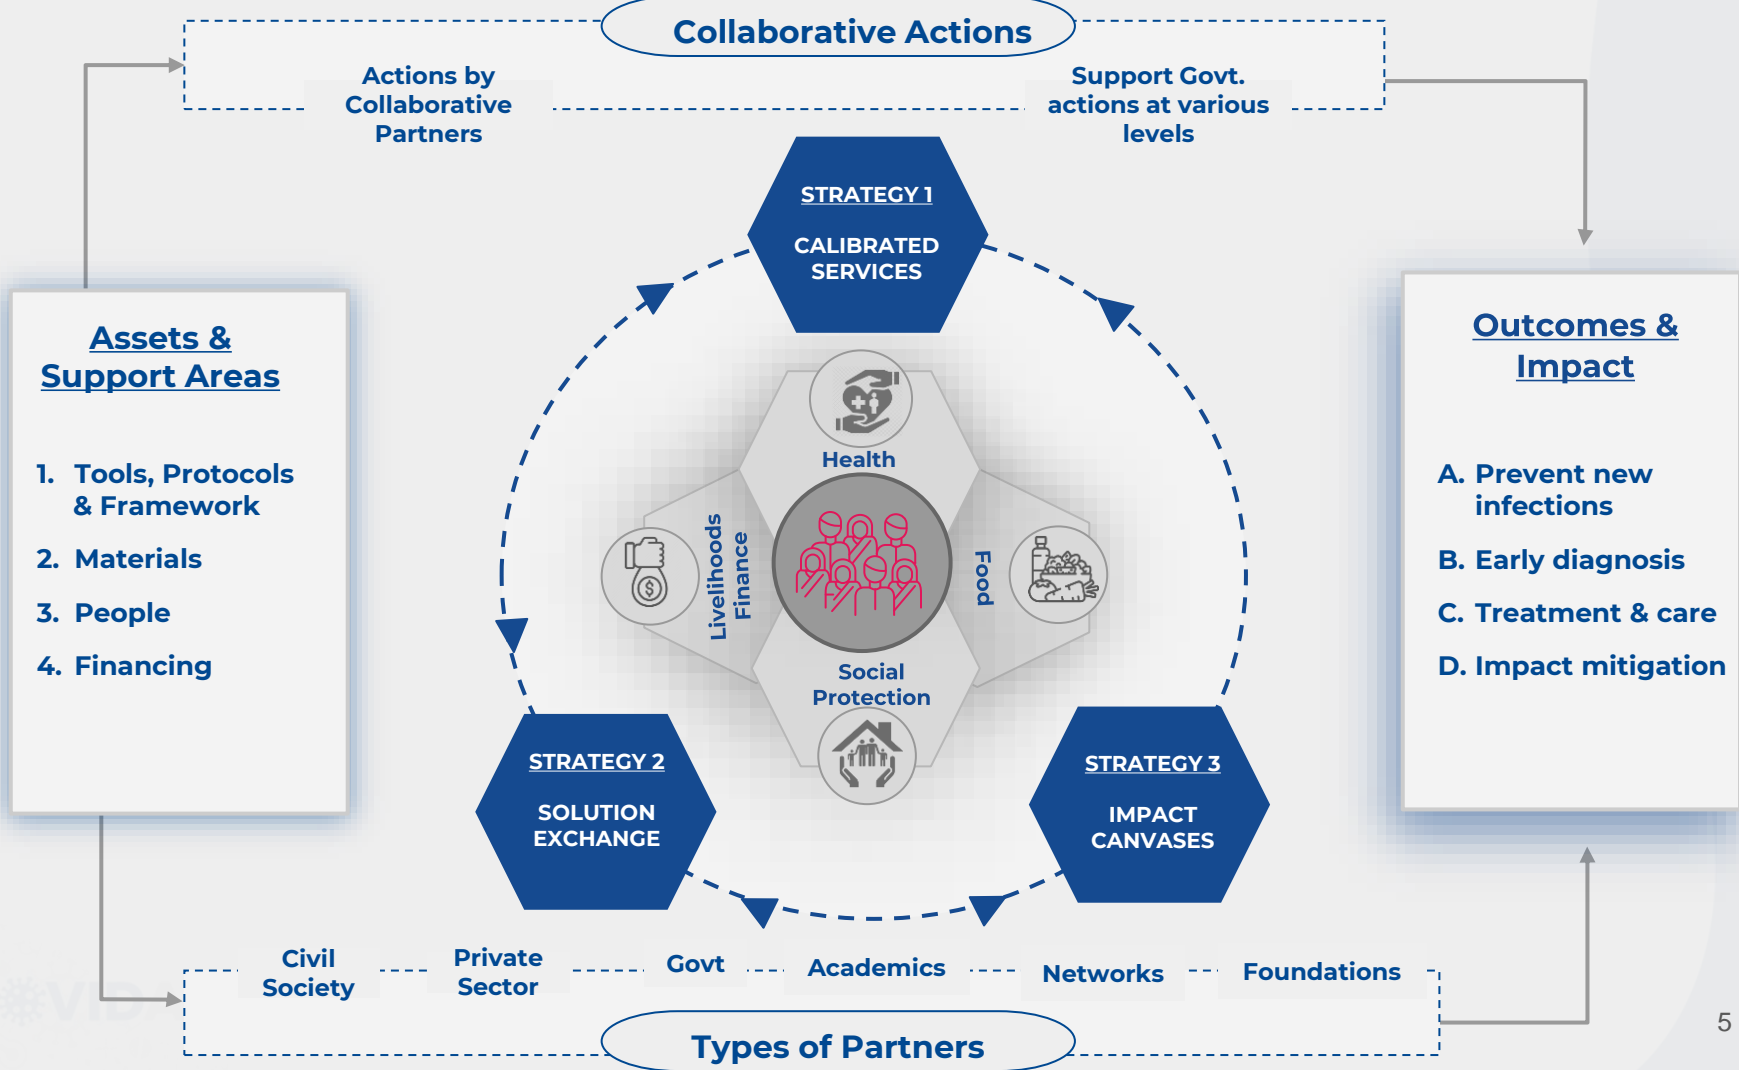 Collaborative Actions
Actions by
Collaborative
Partners
Support Govt.
actions at various
levels
STRATEGY 1
CALIBRATED
SERVICES
Assets &
Support Areas
1. Tools, Protocols
& Framework
2. Materials
3. People
4. Financing
Health
Livelihoods
Finance
$
Food
Social
Protection
Outcomes &
Impact
A. Prevent new
infections
B. Early diagnosis
C. Treatment & care
D. Impact mitigation
STRATEGY 2
SOLUTION
EXCHANGE
STRATEGY 3
IMPACT
CANVASES
Civil
Society
Private
Sector
Govt
Academics
Networks
Foundations
Types of Partners
5